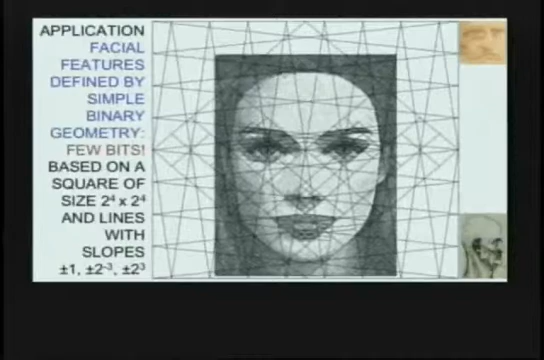 APPLICATION
FACIAL
FEATURES
DEFINED BY
SIMPLE
BINARY
GEOMETRY:
FEW BITS!
BASED ON A
SQUARE OF
SIZE 2⁴ x 2⁴
AND LINES
WITH
SLOPES
±1, ±2⁻³, ±2³